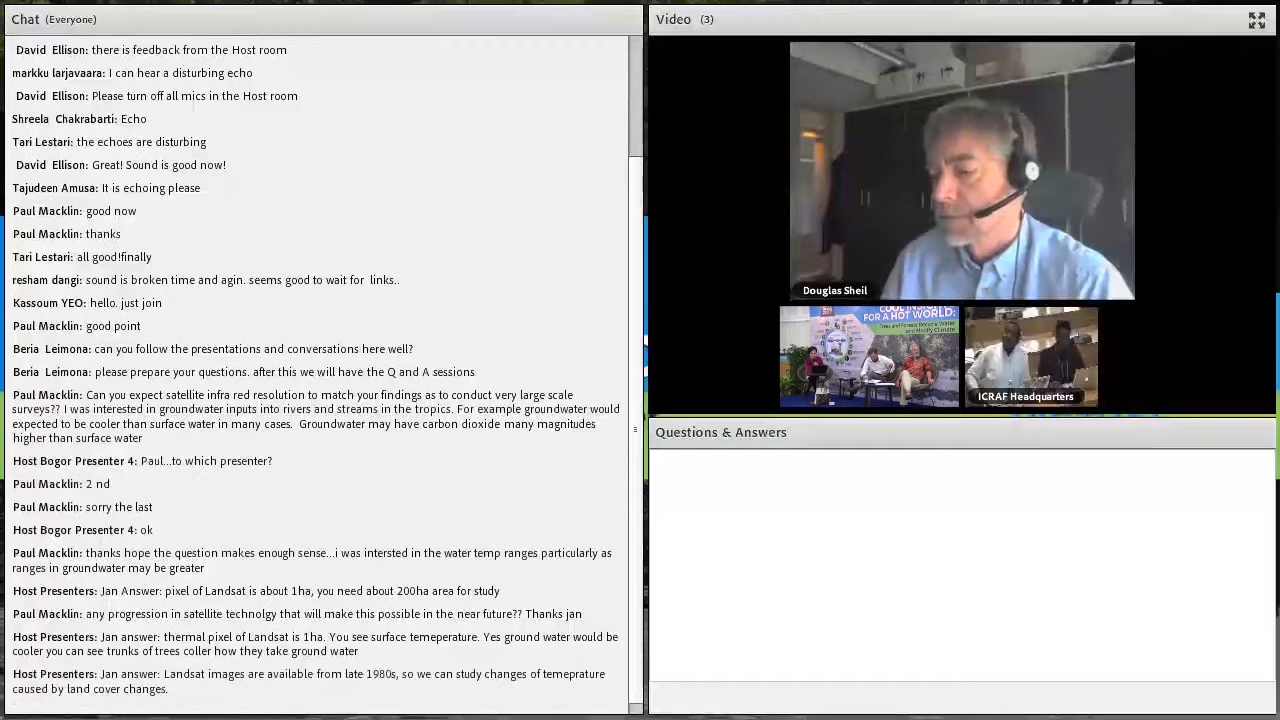 Chat (Everyone)
David Ellison: there is feedback from the Host room
markku larjavaara: I can hear a disturbing echo
David Ellison: Please turn off all mics in the Host room
Shreela Chakrabarti: Echo
Tari Lestari: the echoes are disturbing
David Ellison: Great! Sound is good now!
Tajudeen Amusa: It is echoing please
Paul Macklin: good now
Paul Macklin: thanks
Tari Lestari: all good!finally
resham dangi: sound is broken time and agin. seems good to wait for links..
Kassoum YEO: hello. just join
Paul Macklin: good point
Beria Leimona: can you follow the presentations and conversations here well?
Beria Leimona: please prepare your questions. after this we will have the Q and A sessions
Paul Macklin: Can you expect satellite infra red resolution to match your findings as to conduct very large scale
surveys?? I was interested in groundwater inputs into rivers and streams in the tropics. For example groundwater would
expected to be cooler than surface water in many cases. Groundwater may have carbon dioxide many magnitudes
higher than surface water
Host Bogor Presenter 4: Paul...to which presenter?
Paul Macklin: 2 nd
Paul Macklin: sorry the last
Host Bogor Presenter 4: ok
Paul Macklin: thanks hope the question makes enough sense...i was intersted in the water temp ranges particularly as
ranges in groundwater may be greater
Host Presenters: Jan Answer: pixel of Landsat is about 1ha, you need about 200ha area for study
Paul Macklin: any progression in satellite technolgy that will make this possible in the near future?? Thanks jan
Host Presenters: Jan answer: thermal pixel of Landsat is 1ha. You see surface temeperature. Yes ground water would be
cooler you can see trunks of trees coller how they take ground water
Host Presenters: Jan answer: Landsat images are available from late 1980s, so we can study changes of temeprature
caused by land cover changes.
Video (3)
Douglas Sheil
COOL INSIGHTS
FOR A HOT WORLD:
Trees and Forests Recycle Water
and Modify Climate
ICRAF Headquarters
Questions & Answers